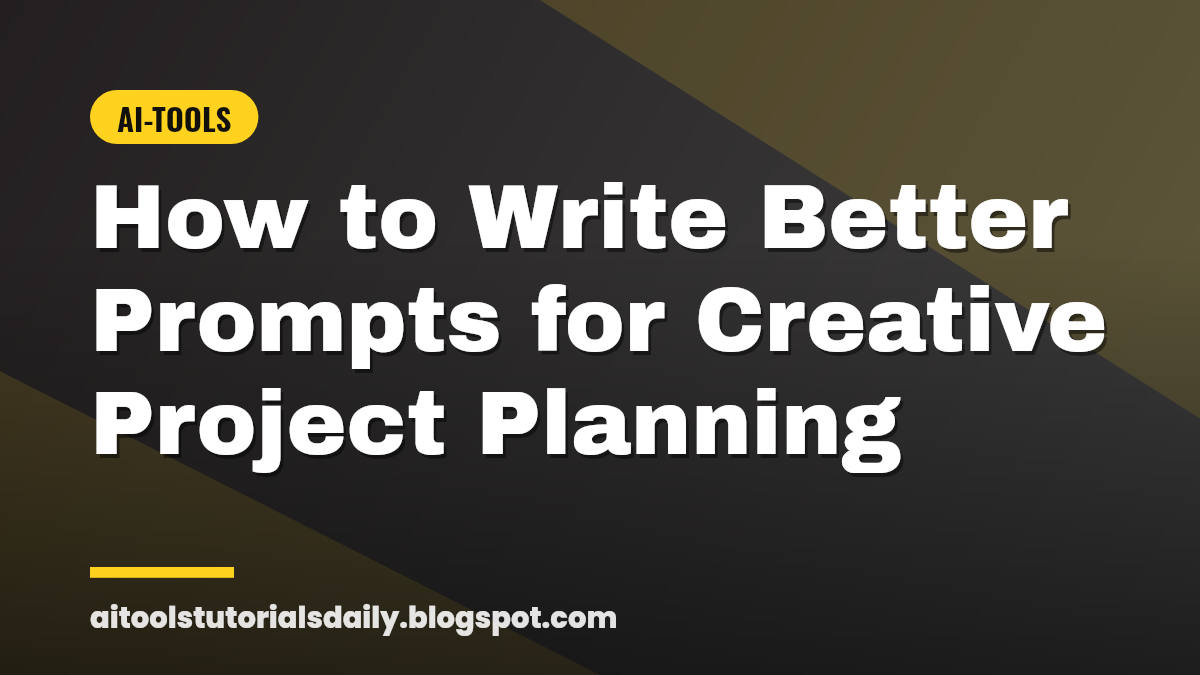 AI-TOOLS
How to Write Better
Prompts for Creative
Project Planning
aitoolstutorialsdaily.blogspot.com